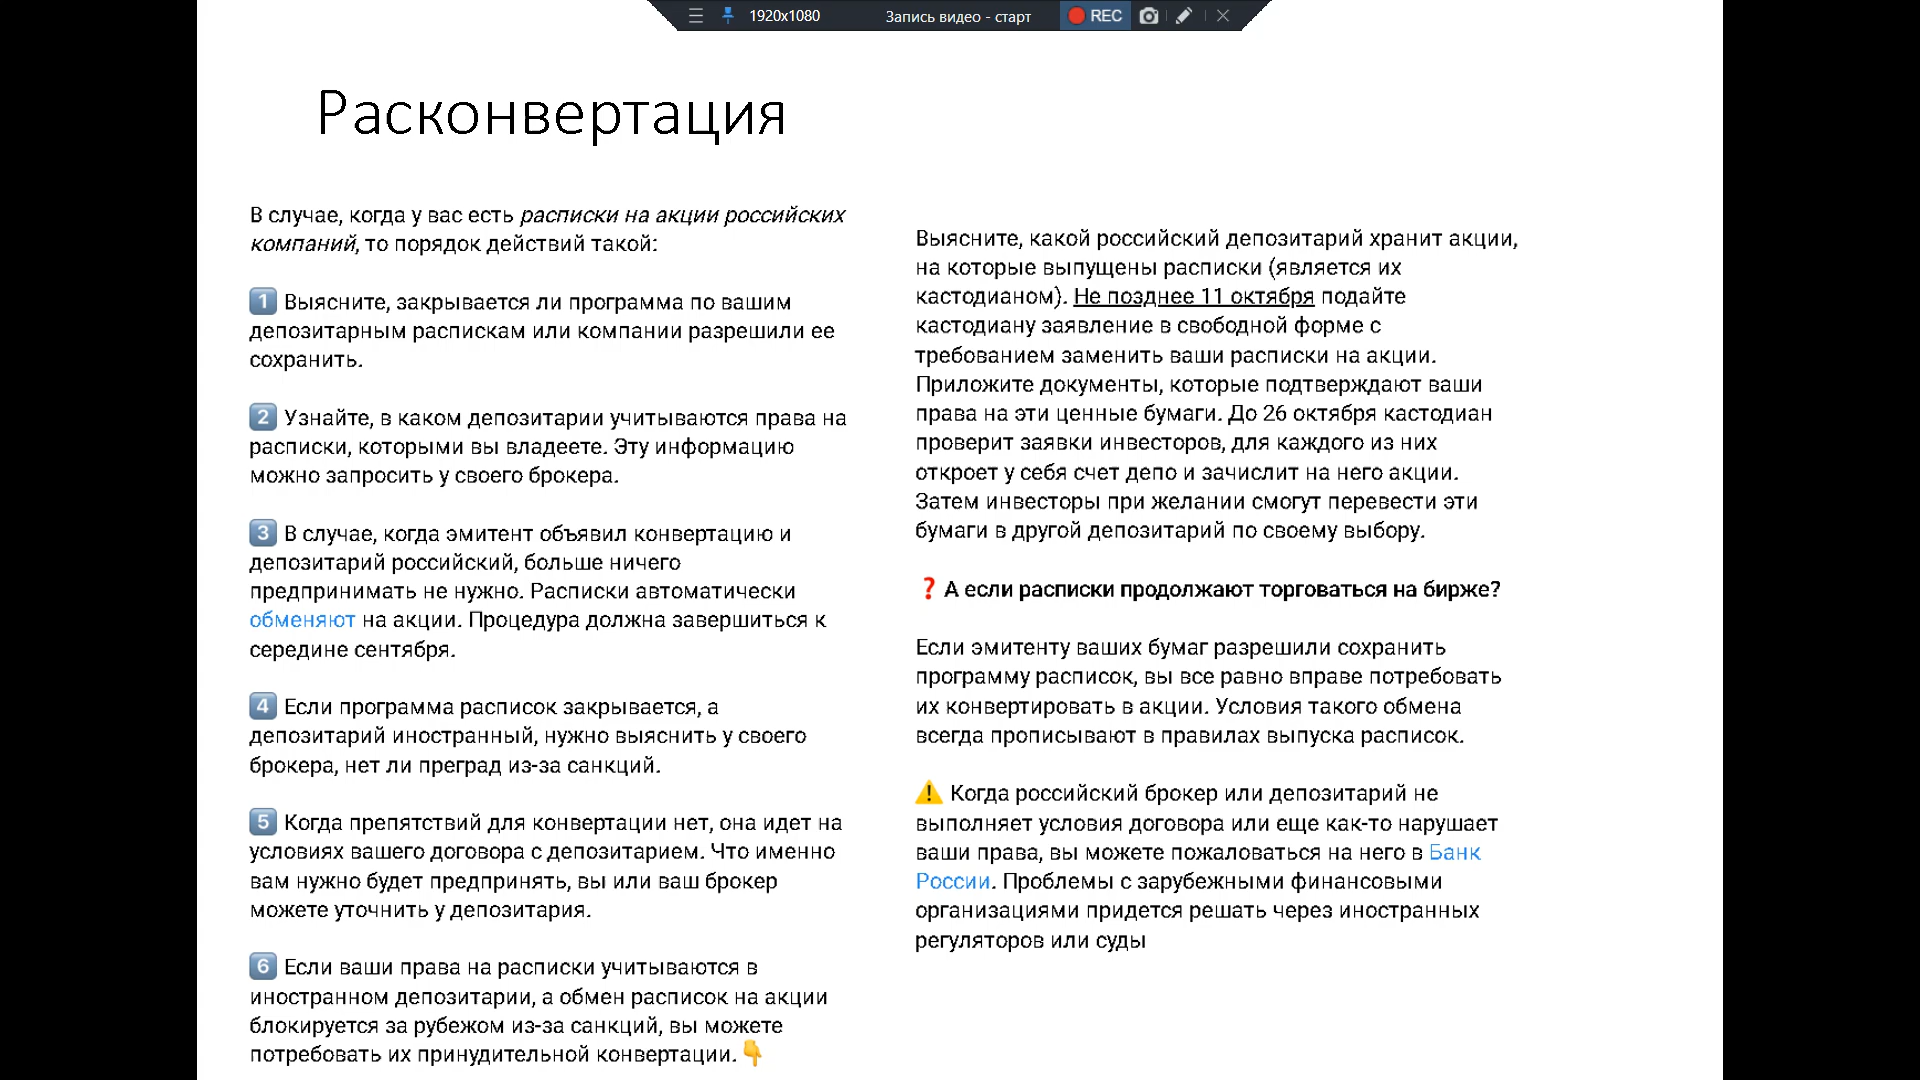 1920x1080 Запись видео - старт REC
Расконвертация
В случае, когда у вас есть расписки на акции российских
компаний, то порядок действий такой:
1 Выясните, закрывается ли программа по вашим
депозитарным распискам или компании разрешили ее
сохранить.
2 Узнайте, в каком депозитарии учитываются права на
расписки, которыми вы владеете. Эту информацию
можно запросить у своего брокера.
3 В случае, когда эмитент объявил конвертацию и
депозитарий российский, больше ничего
предпринимать не нужно. Расписки автоматически
обменяют на акции. Процедура должна завершиться к
середине сентября.
4 Если программа расписок закрывается, а
депозитарий иностранный, нужно выяснить у своего
брокера, нет ли преград из-за санкций.
5 Когда препятствий для конвертации нет, она идет на
условиях вашего договора с депозитарием. Что именно
вам нужно будет предпринять, вы или ваш брокер
можете уточнить у депозитария.
6 Если ваши права на расписки учитываются в
иностранном депозитарии, а обмен расписок на акции
блокируется за рубежом из-за санкций, вы можете
потребовать их принудительной конвертации. 👇
Выясните, какой российский депозитарий хранит акции,
на которые выпущены расписки (является их
кастодианом). Не позднее 11 октября подайте
кастодиану заявление в свободной форме с
требованием заменить ваши расписки на акции.
Приложите документы, которые подтверждают ваши
права на эти ценные бумаги. До 26 октября кастодиан
проверит заявки инвесторов, для каждого из них
откроет у себя счет депо и зачислит на него акции.
Затем инвесторы при желании смогут перевести эти
бумаги в другой депозитарий по своему выбору.
❓ А если расписки продолжают торговаться на бирже?
Если эмитенту ваших бумаг разрешили сохранить
программу расписок, вы все равно вправе потребовать
их конвертировать в акции. Условия такого обмена
всегда прописывают в правилах выпуска расписок.
⚠️ Когда российский брокер или депозитарий не
выполняет условия договора или еще как-то нарушает
ваши права, вы можете пожаловаться на него в Банк
России. Проблемы с зарубежными финансовыми
организациями придется решать через иностранных
регуляторов или суды